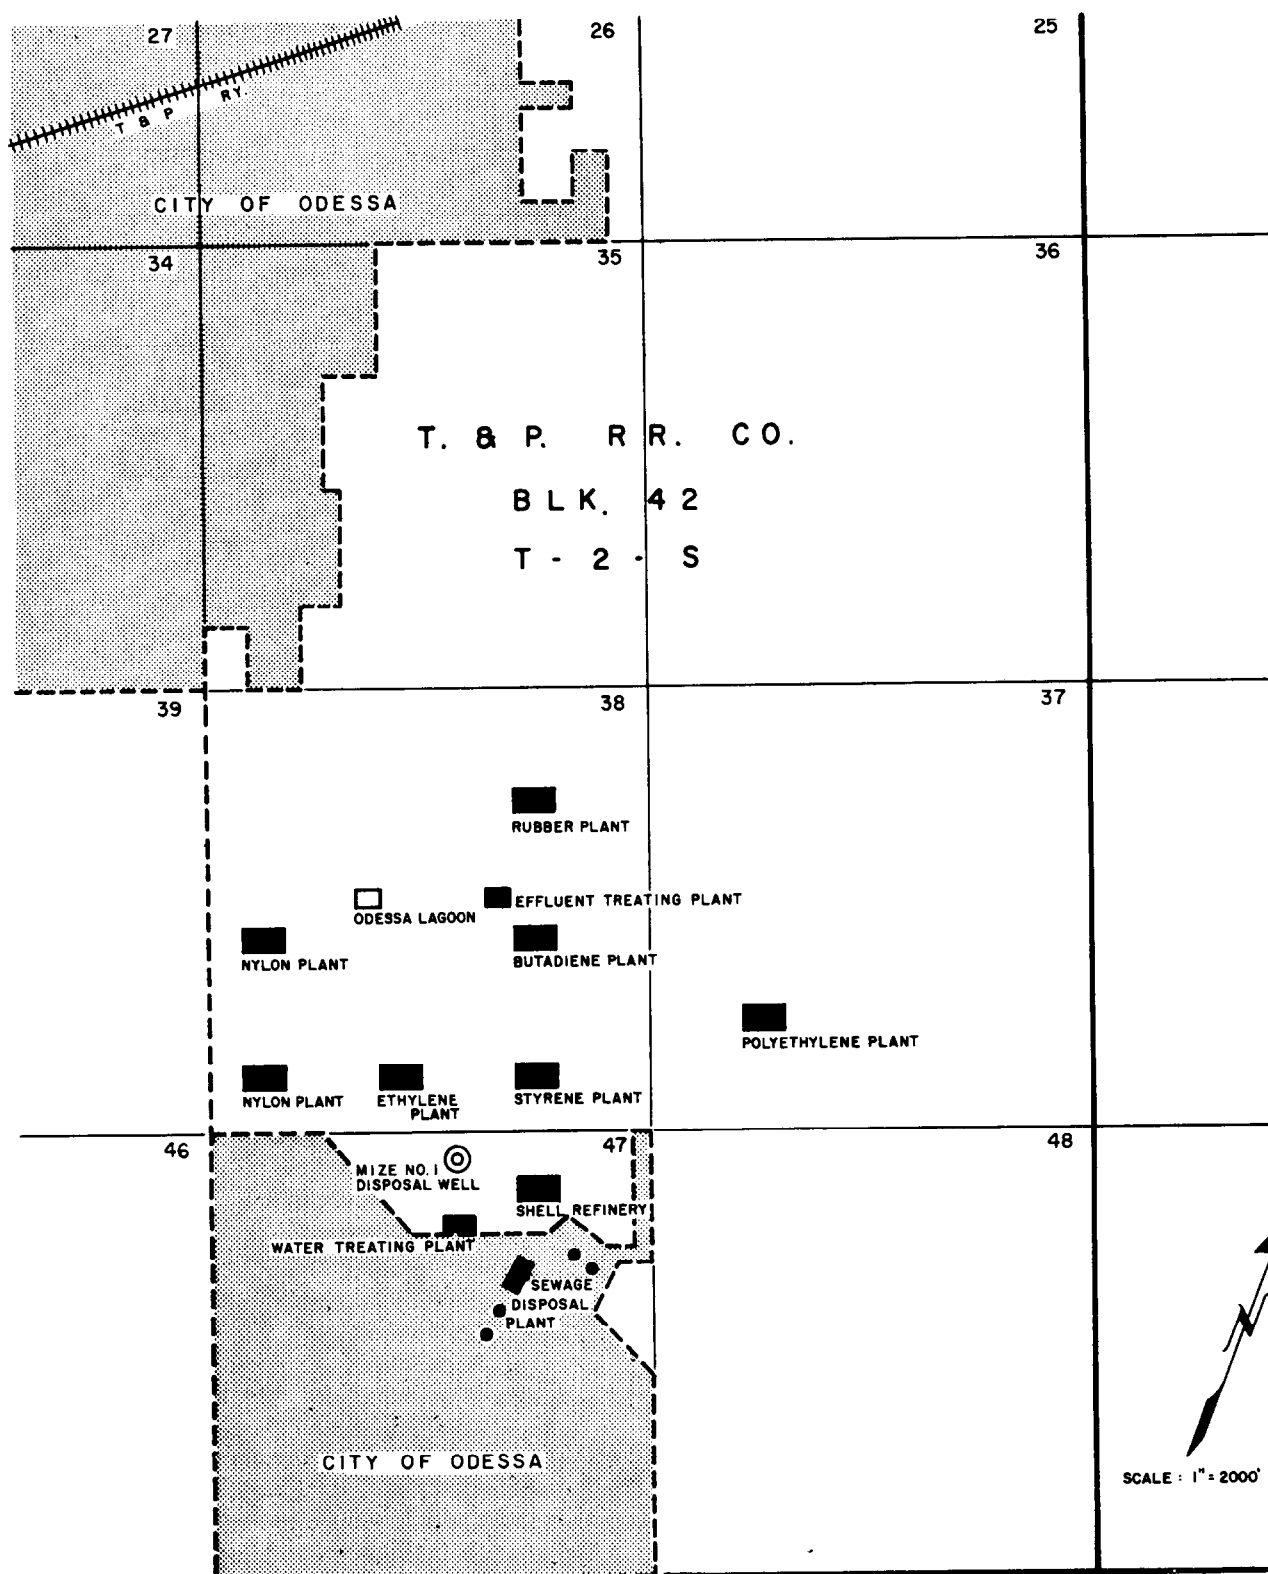 27
26
25
T & P RY.
CITY OF ODESSA
34
35
36
T. & P. R R. CO.
BLK. 42
T - 2 - S
39
38
37
RUBBER PLANT
EFFLUENT TREATING PLANT
ODESSA LAGOON
NYLON PLANT
BUTADIENE PLANT
POLYETHYLENE PLANT
NYLON PLANT
ETHYLENE
PLANT
STYRENE PLANT
46
47
48
MIZE NO. 1
DISPOSAL WELL
SHELL REFINERY
WATER TREATING PLANT
SEWAGE
DISPOSAL
PLANT
N
CITY OF ODESSA
SCALE : 1" = 2000'